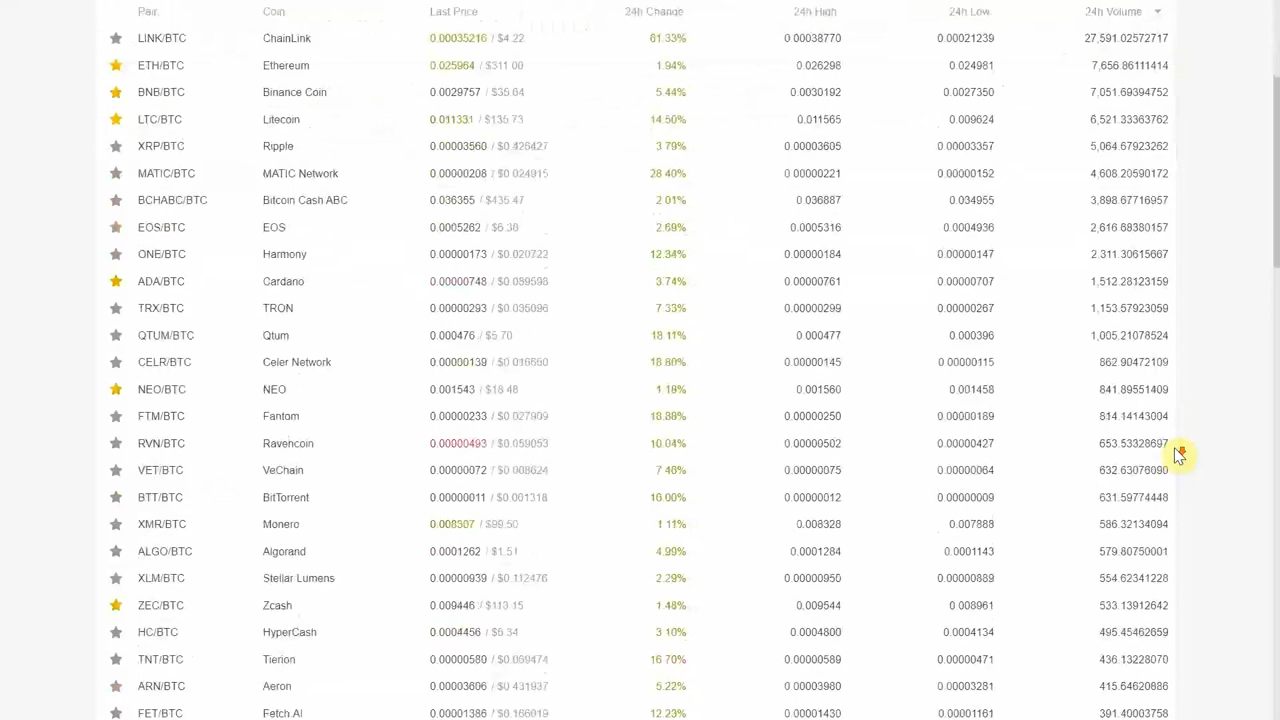 Pair Coin Last Price 24h Change 24h High 24h Low 24h Volume
LINK/BTC ChainLink 0.00035216 / $4.22 61.33% 0.00038770 0.00021239 27,591.02572717
ETH/BTC Ethereum 0.025964 / $311.00 1.94% 0.026298 0.024981 7,656.86111414
BNB/BTC Binance Coin 0.0029757 / $35.64 5.44% 0.0030192 0.0027350 7,051.69394752
LTC/BTC Litecoin 0.011331 / $135.73 14.50% 0.011565 0.009624 6,521.33363762
XRP/BTC Ripple 0.00003560 / $0.426427 3.79% 0.00003605 0.00003357 5,064.67923262
MATIC/BTC MATIC Network 0.00000208 / $0.024915 28.40% 0.00000221 0.00000152 4,608.20590172
BCHABC/BTC Bitcoin Cash ABC 0.036355 / $435.47 2.01% 0.036887 0.034955 3,898.67716957
EOS/BTC EOS 0.0005262 / $6.30 2.69% 0.0005316 0.0004936 2,616.68380157
ONE/BTC Harmony 0.00000173 / $0.020722 12.34% 0.00000184 0.00000147 2,311.30615667
ADA/BTC Cardano 0.00000748 / $0.089598 3.74% 0.00000761 0.00000707 1,512.28123159
TRX/BTC TRON 0.00000293 / $0.035096 7.33% 0.00000299 0.00000267 1,153.57923059
QTUM/BTC Qtum 0.000476 / $5.70 18.11% 0.000477 0.000396 1,005.21078524
CELR/BTC Celer Network 0.00000139 / $0.016650 18.80% 0.00000145 0.00000115 862.90472109
NEO/BTC NEO 0.001543 / $18.48 1.18% 0.001560 0.001458 841.89551409
FTM/BTC Fantom 0.00000233 / $0.027909 18.88% 0.00000250 0.00000189 814.14143004
RVN/BTC Ravencoin 0.00000493 / $0.059053 10.04% 0.00000502 0.00000427 653.53328697
VET/BTC VeChain 0.00000072 / $0.008624 7.46% 0.00000075 0.00000064 632.63076090
BTT/BTC BitTorrent 0.00000011 / $0.001318 10.00% 0.00000012 0.00000009 631.59774448
XMR/BTC Monero 0.008307 / $99.50 1.11% 0.008328 0.007888 586.32134094
ALGO/BTC Algorand 0.0001262 / $1.51 4.99% 0.0001284 0.0001143 579.80750001
XLM/BTC Stellar Lumens 0.00000939 / $0.112476 2.29% 0.00000950 0.00000889 554.62341228
ZEC/BTC Zcash 0.009446 / $113.15 1.48% 0.009544 0.008961 533.13912642
HC/BTC HyperCash 0.0004456 / $5.34 3.10% 0.0004800 0.0004134 495.45462659
TNT/BTC Tierion 0.00000580 / $0.069474 16.70% 0.00000589 0.00000471 436.13228070
ARN/BTC Aeron 0.00003606 / $0.431937 5.22% 0.00003980 0.00003281 415.64620886
FET/BTC Fetch.AI 0.00001386 / $0.166019 12.23% 0.00001430 0.00001161 391.40003758